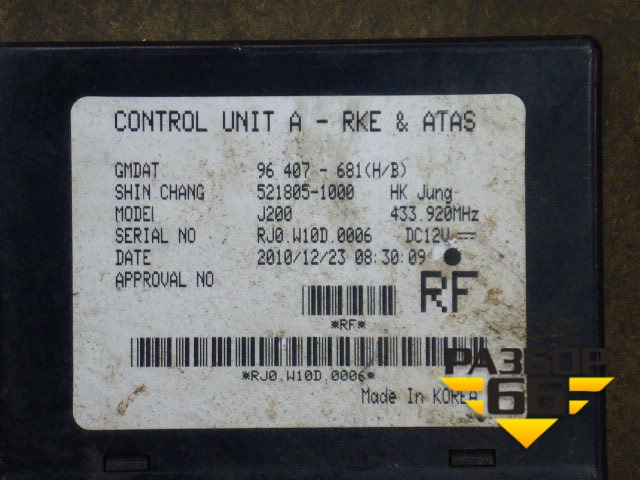 CONTROL UNIT A - RKE & ATAS
GMDAT 96 407 - 681(H/B)
SHIN CHANG 521805-1000 HK Jung
MODEL J200 433.920MHz
SERIAL NO RJ0.W10D.0006 DC12V
DATE 2010/12/23 08:30:09
APPROVAL NO
RF
*RF*
*RJ0.W10D.0006*
Made In KOREA
РАЗБОР
68